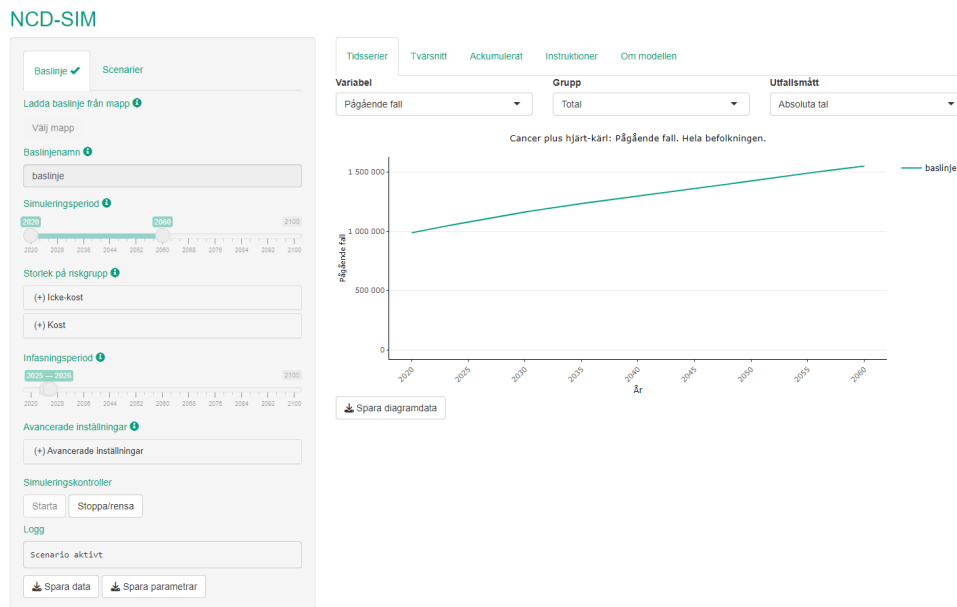 NCD-SIM
Baslinje
Scenarier
Ladda baslinje från mapp
Välj mapp
Baslinjenamn
baslinje
Simuleringsperiod
2020 2060 2100
2020 2028 2036 2044 2052 2060 2068 2076 2084 2092 2100
Storlek på riskgrupp
(+) Icke-kost
(+) Kost
Infasningsperiod
2025 — 2026 2100
2020 2028 2036 2044 2052 2060 2068 2076 2084 2092 2100
Avancerade inställningar
(+) Avancerade inställningar
Simuleringskontroller
Starta Stoppa/rensa
Logg
Scenario aktivt
Spara data Spara parametrar
Tidsserier Tvärsnitt Ackumulerat Instruktioner Om modellen
Variabel Grupp Utfallsmått
Pågående fall Total Absoluta tal
Cancer plus hjärt-kärl: Pågående fall. Hela befolkningen.
1 500 000
1 000 000
500 000
0
Pågående fall
baslinje
2020 2025 2030 2035 2040 2045 2050 2055 2060
År
Spara diagramdata